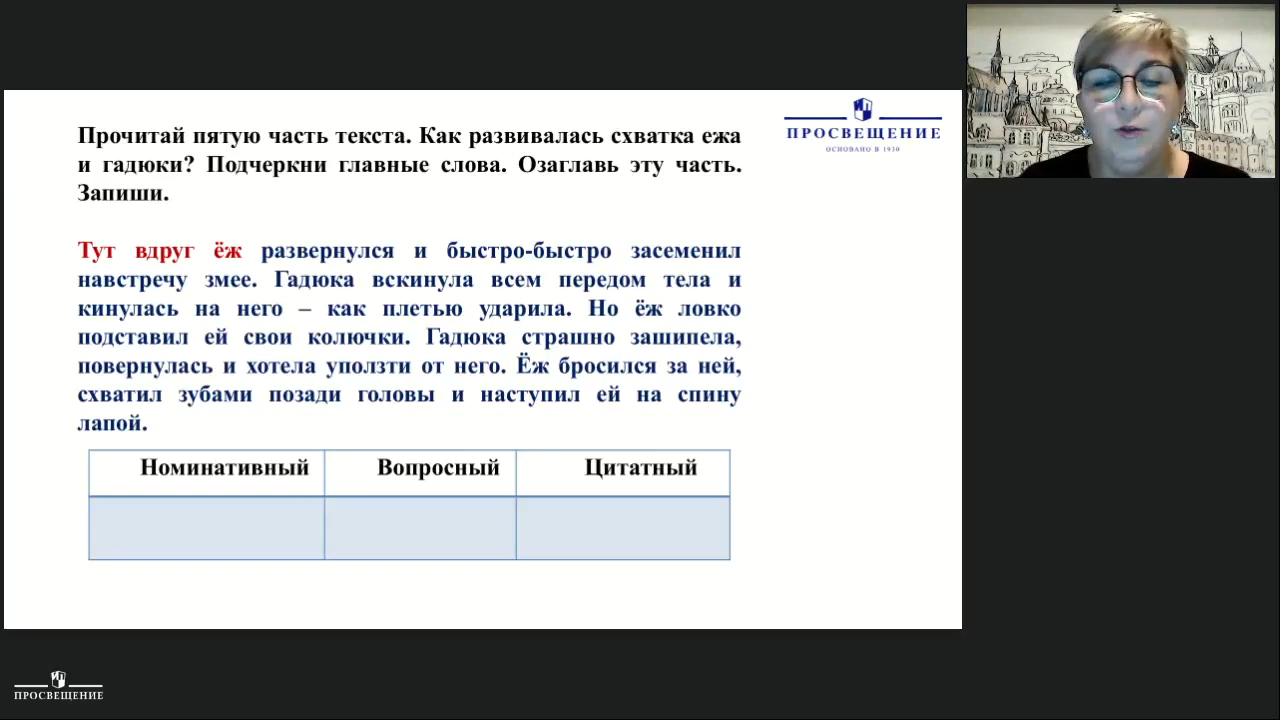 Прочитай пятую часть текста. Как развивалась схватка ежа
и гадюки? Подчеркни главные слова. Озаглавь эту часть.
Запиши.
ПРОСВЕЩЕНИЕ
ОСНОВАНО В 1930
Тут вдруг ёж развернулся и быстро-быстро засеменил
навстречу змее. Гадюка вскинула всем передом тела и
кинулась на него – как плетью ударила. Но ёж ловко
подставил ей свои колючки. Гадюка страшно зашипела,
повернулась и хотела уползти от него. Ёж бросился за ней,
схватил зубами позади головы и наступил ей на спину
лапой.
Номинативный Вопросный Цитатный
ПРОСВЕЩЕНИЕ